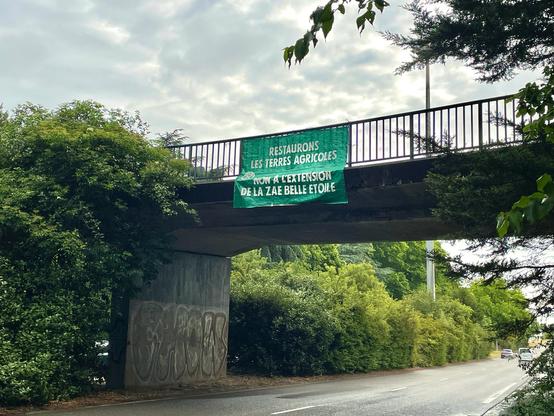 RESTAURONS
LES TERRES AGRICOLES
NON A L'EXTENSION
DE LA ZAE BELLE ETOILE